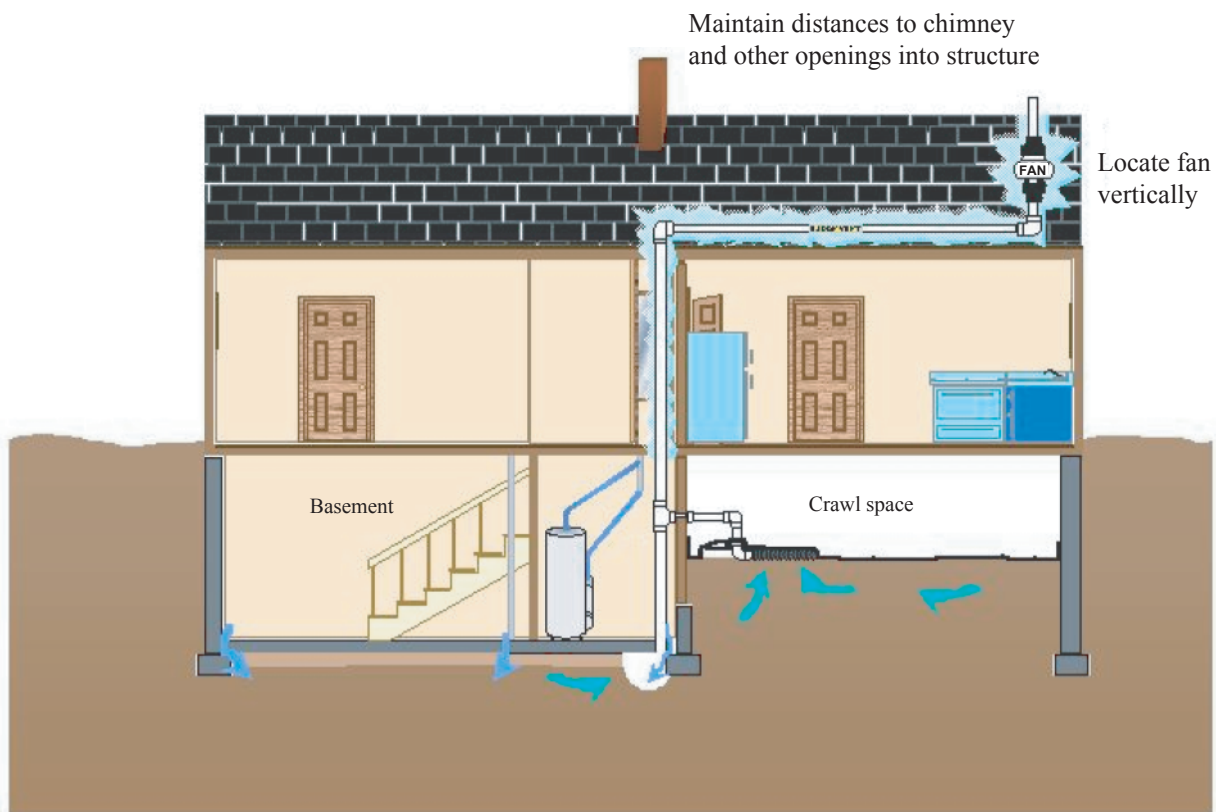 Maintain distances to chimney
and other openings into structure
FAN
Locate fan
vertically
Basement
Crawl space